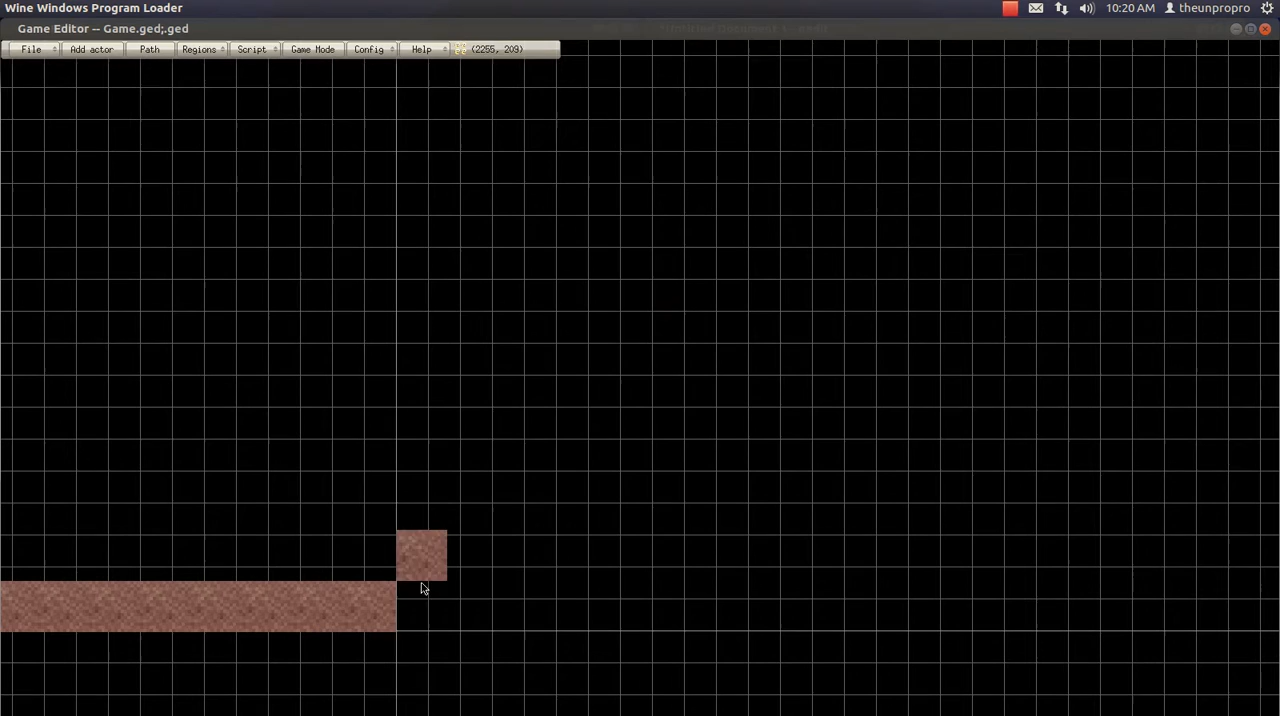 Wine Windows Program Loader
10:20 AM theunpropro
Game Editor -- Game.ged;.ged
File Add actor Path Regions Script Game Mode Config Help (2255, 209)